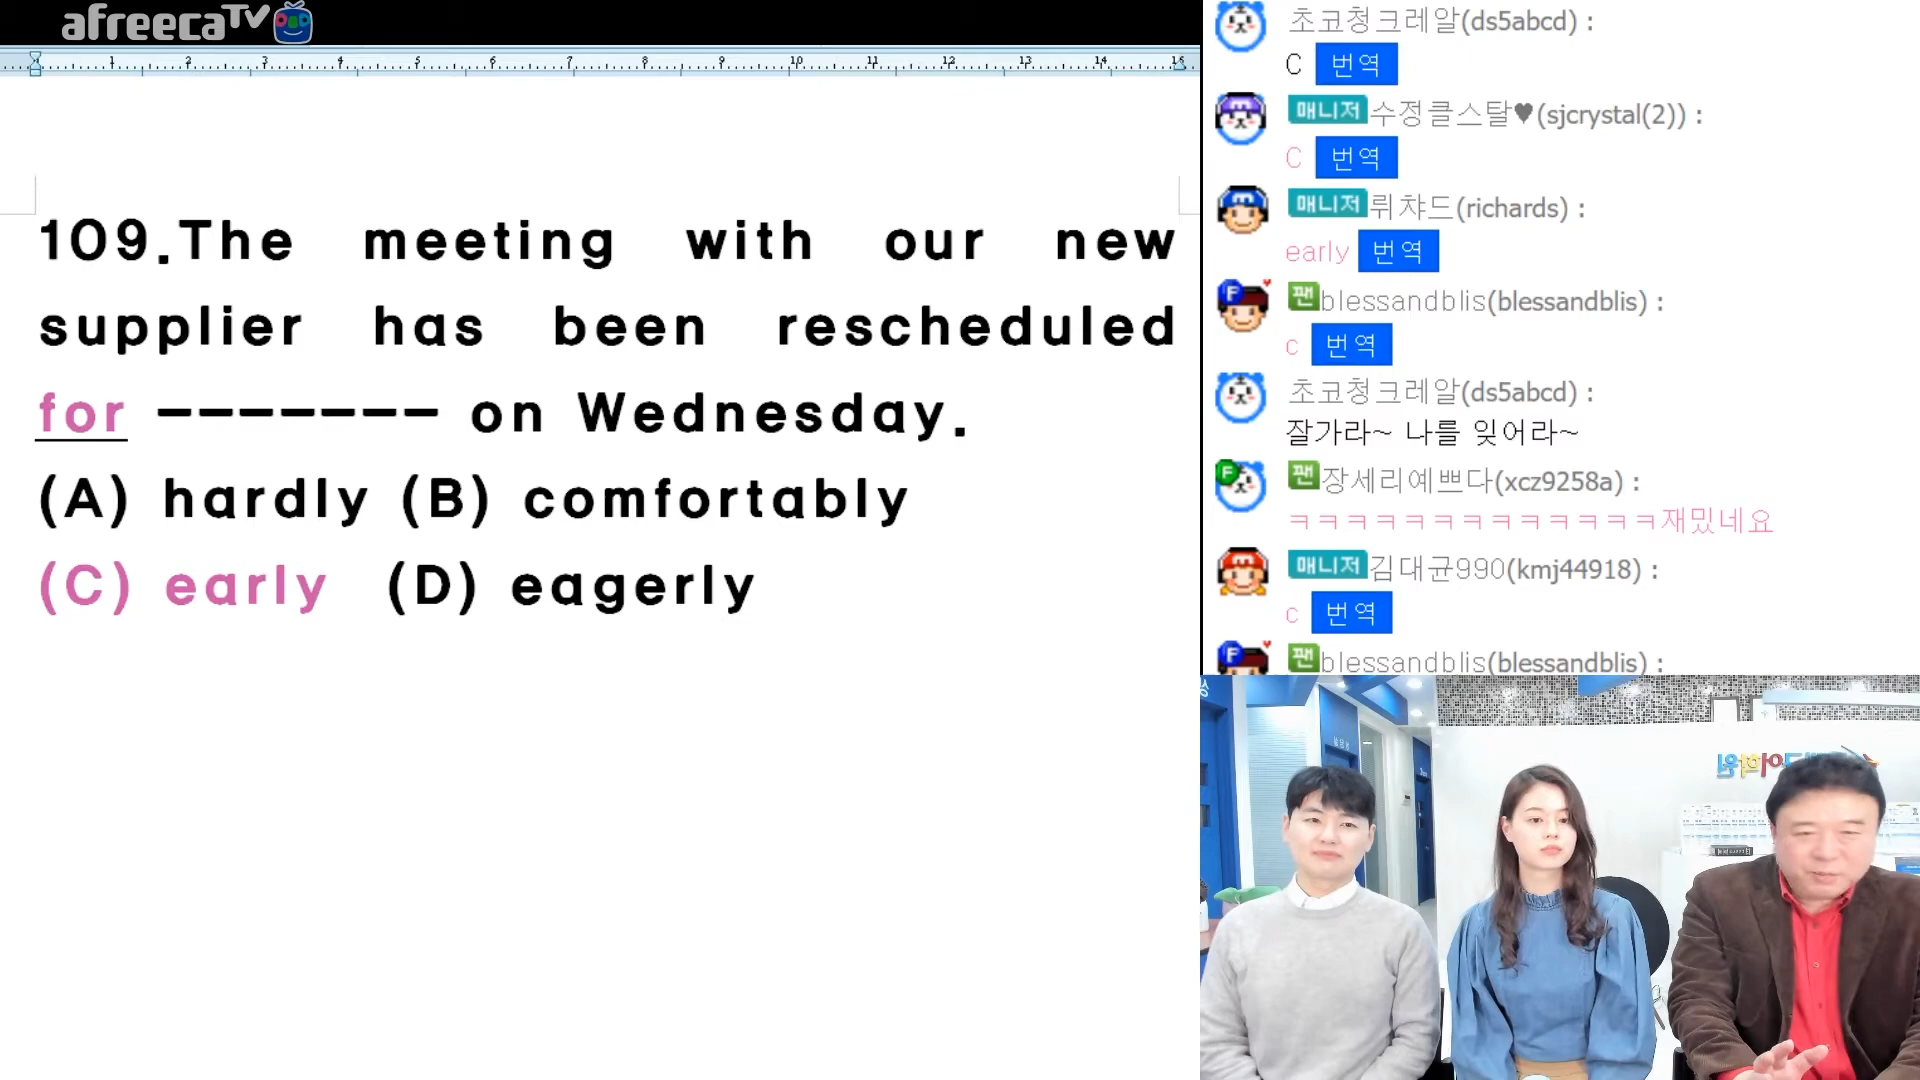 afreecaTV
109.The meeting with our new
supplier has been rescheduled
for ------- on Wednesday.
(A) hardly (B) comfortably
(C) early (D) eagerly
초코청크레알(ds5abcd) :
C 번역
매니저 수정클스탈♥(sjcrystal(2)) :
C 번역
매니저 뤼챠드(richards) :
early 번역
팬 blessandblis(blessandblis) :
c 번역
초코청크레알(ds5abcd) :
잘가라~ 나를 잊어라~
팬 장세리예쁘다(xcz9258a) :
ㅋㅋㅋㅋㅋㅋㅋㅋㅋㅋㅋㅋㅋ재밌네요
매니저 김대균990(kmj44918) :
c 번역
팬 blessandblis(blessandblis) :